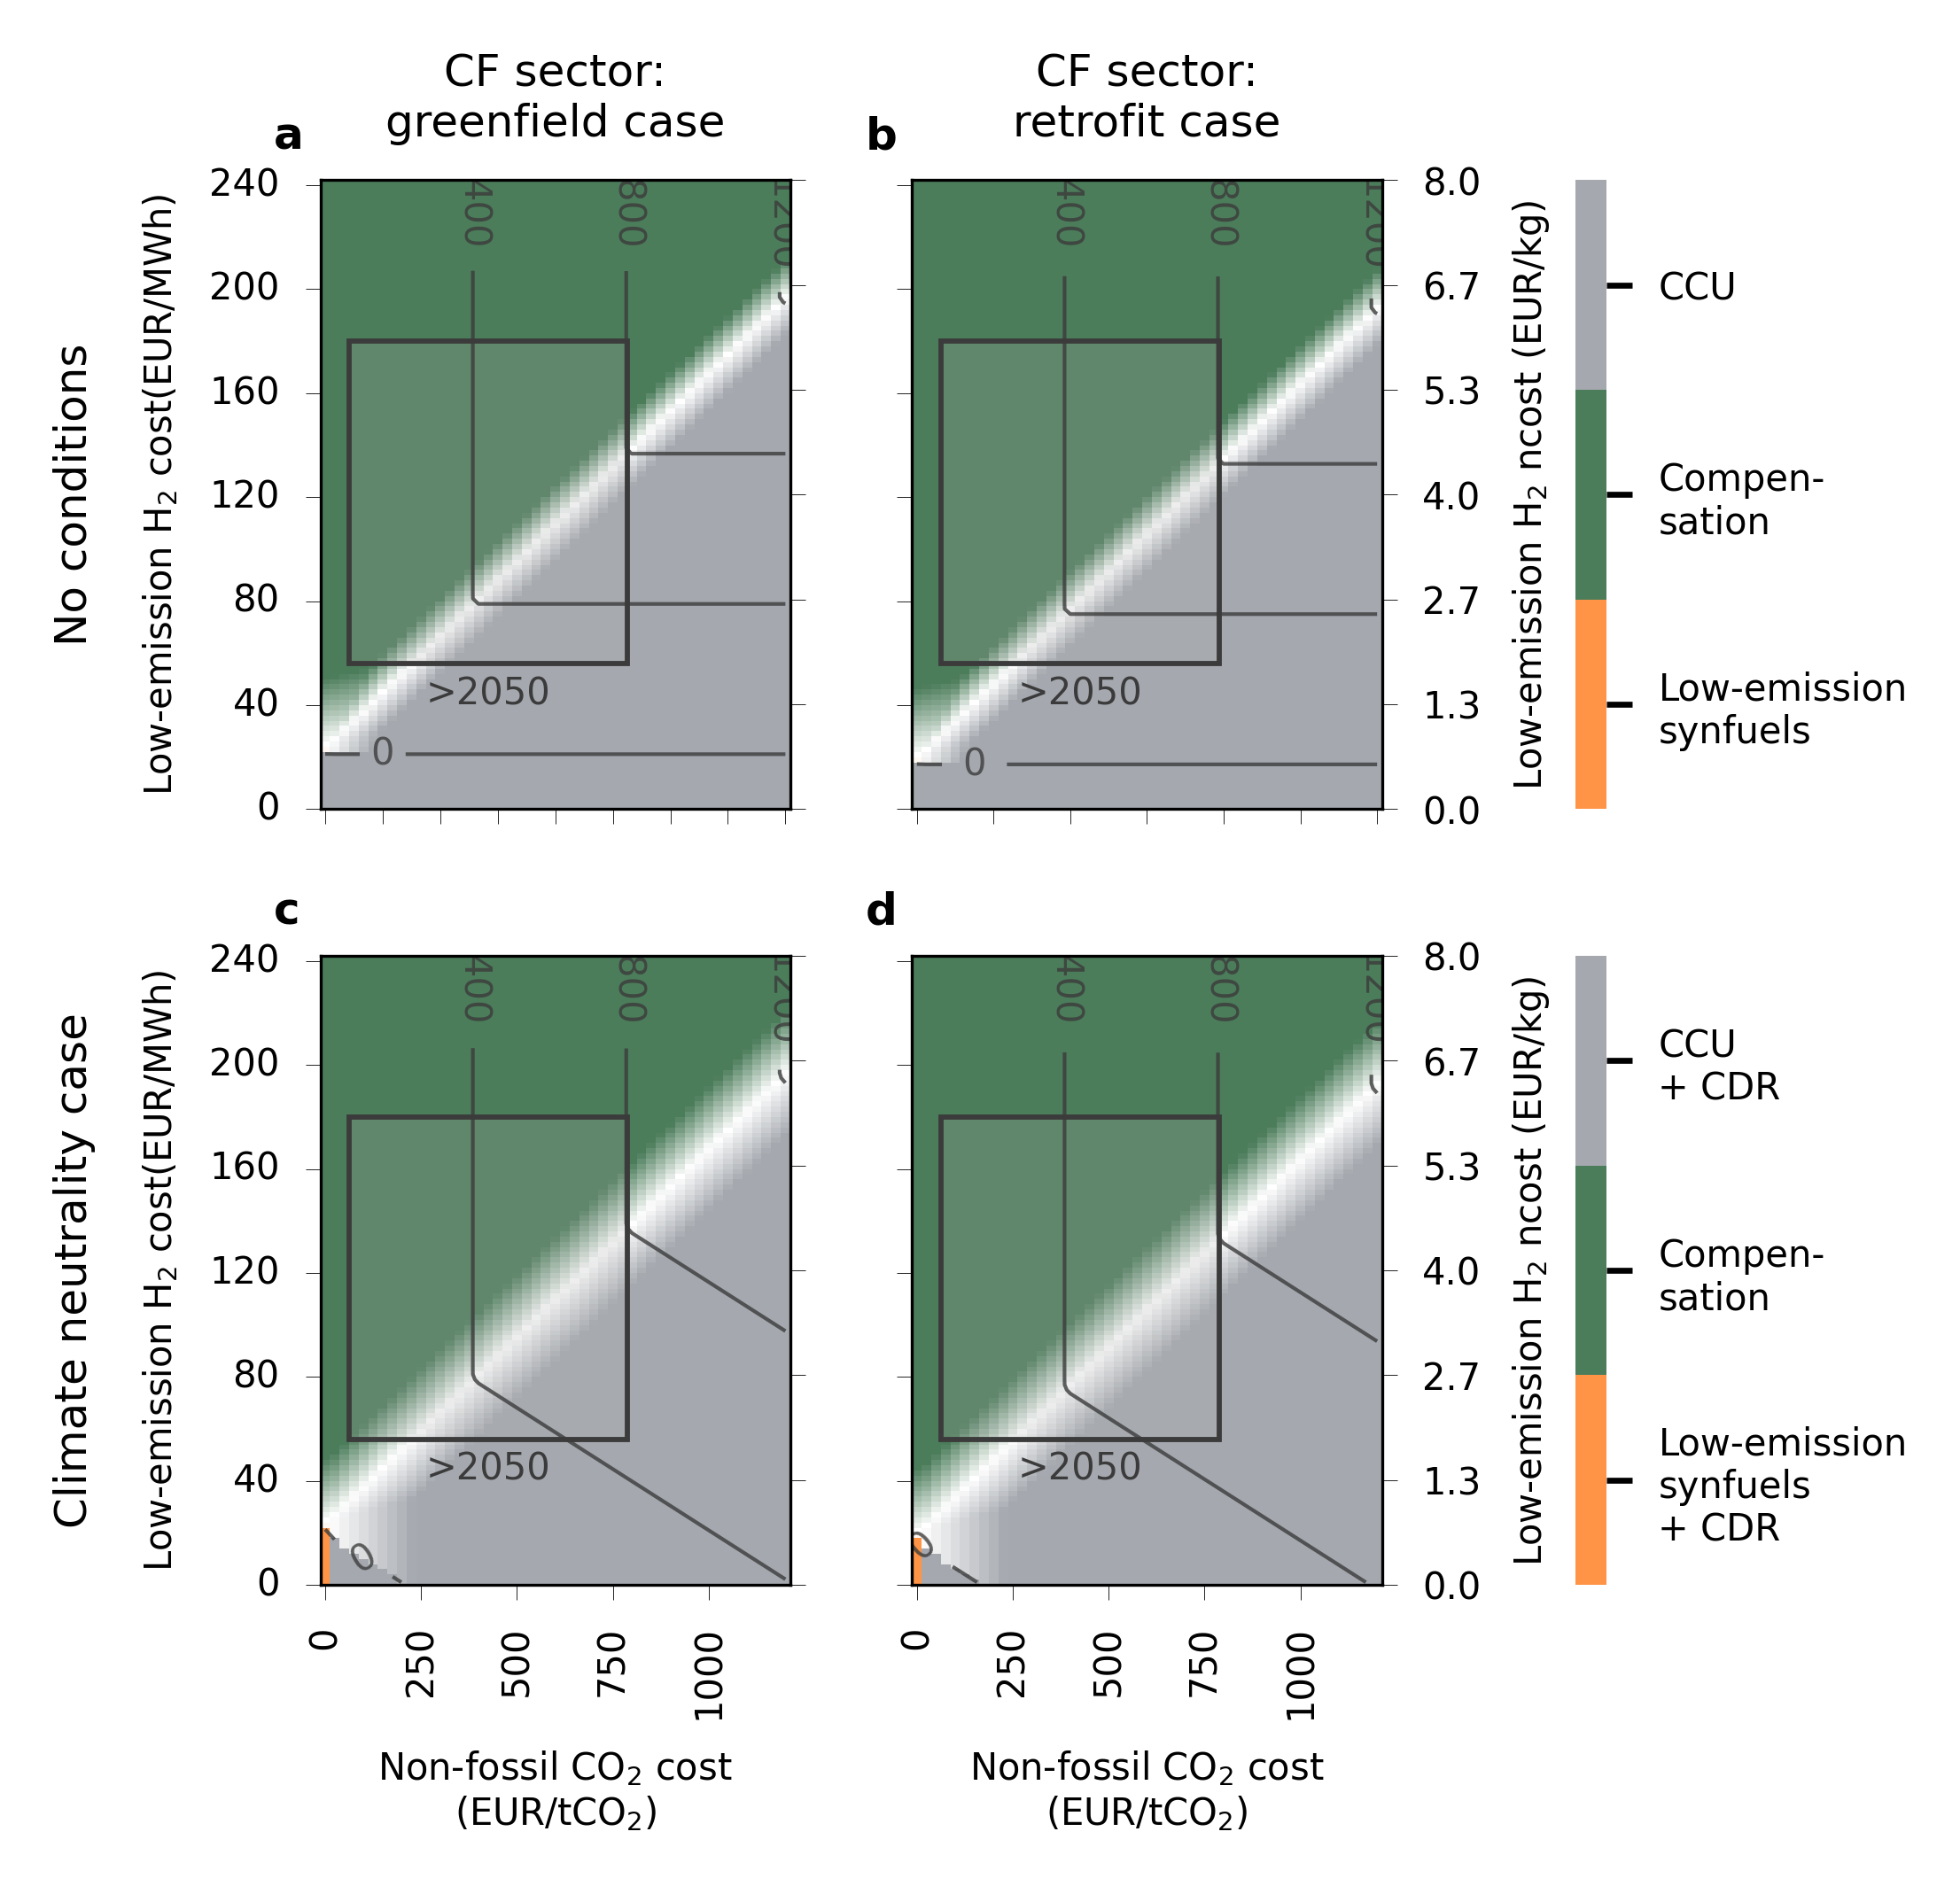 CF sector:
greenfield case
CF sector:
retrofit case
a
b
No conditions
Low-emission H₂ cost(EUR/MWh)
240
200
160
120
80
40
0
400
800
1200
>2050
0
400
800
1200
>2050
0
8.0
6.7
5.3
4.0
2.7
1.3
0.0
Low-emission H₂ ncost (EUR/kg)
CCU
Compen-
sation
Low-emission
synfuels
c
d
Climate neutrality case
Low-emission H₂ cost(EUR/MWh)
240
200
160
120
80
40
0
400
800
1200
>2050
0
400
800
1200
>2050
0
8.0
6.7
5.3
4.0
2.7
1.3
0.0
Low-emission H₂ ncost (EUR/kg)
CCU
+ CDR
Compen-
sation
Low-emission
synfuels
+ CDR
0
250
500
750
1000
0
250
500
750
1000
Non-fossil CO₂ cost
(EUR/tCO₂)
Non-fossil CO₂ cost
(EUR/tCO₂)